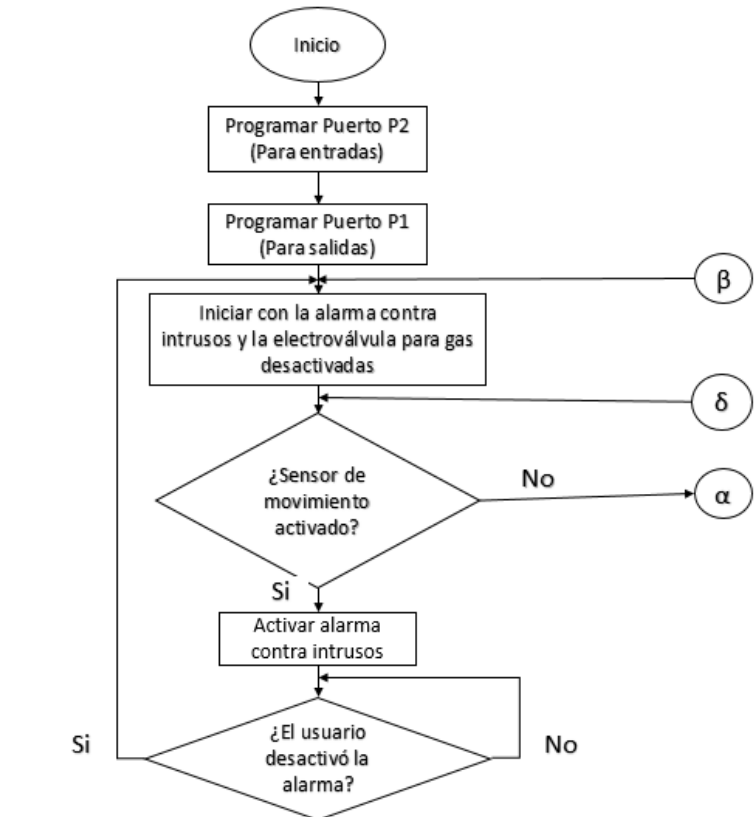 Inicio
Programar Puerto P2
(Para entradas)
Programar Puerto P1
(Para salidas)
β
Iniciar con la alarma contra
intrusos y la electroválvula para gas
desactivadas
δ
¿Sensor de
movimiento
activado?
No
α
Si
Activar alarma
contra intrusos
¿El usuario
desactivó la
alarma?
Si
No